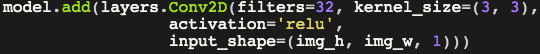 model.add(layers.Conv2D(filters=32, kernel_size=(3, 3),
activation='relu',
input_shape=(img_h, img_w, 1)))